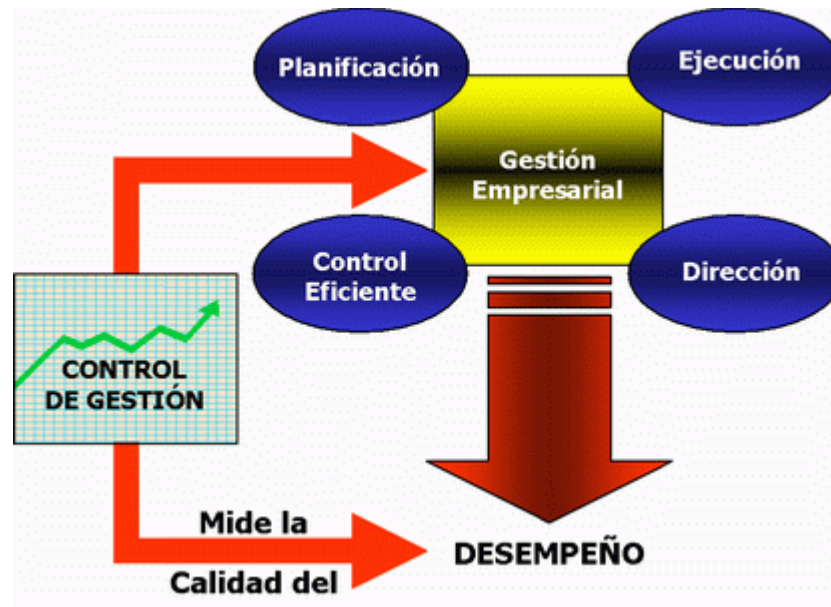 Planificación
Ejecución
Gestión
Empresarial
Control
Eficiente
Dirección
CONTROL
DE GESTIÓN
Mide la
Calidad del
DESEMPEÑO